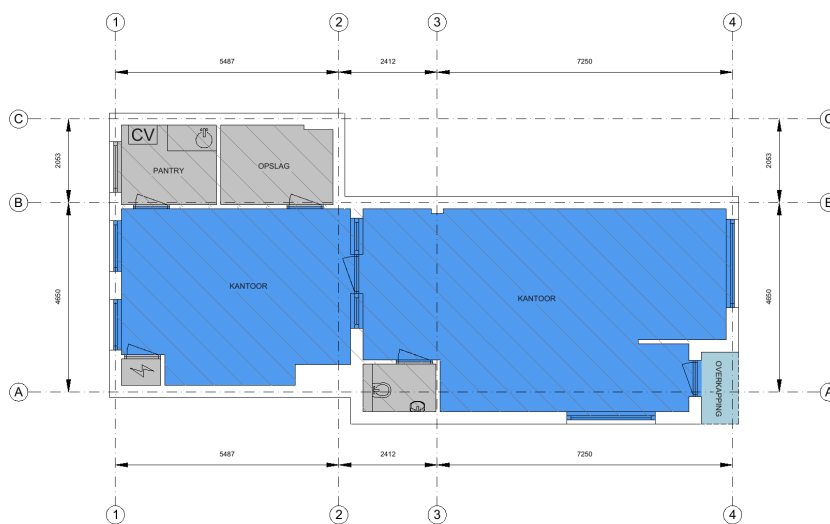 1 2 3 4
5487 2412 7250
C C
CV
2053 PANTRY OPSLAG 2053
B B
4650 KANTOOR KANTOOR 4650
OVERKAPPING
A A
5487 2412 7250
1 2 3 4